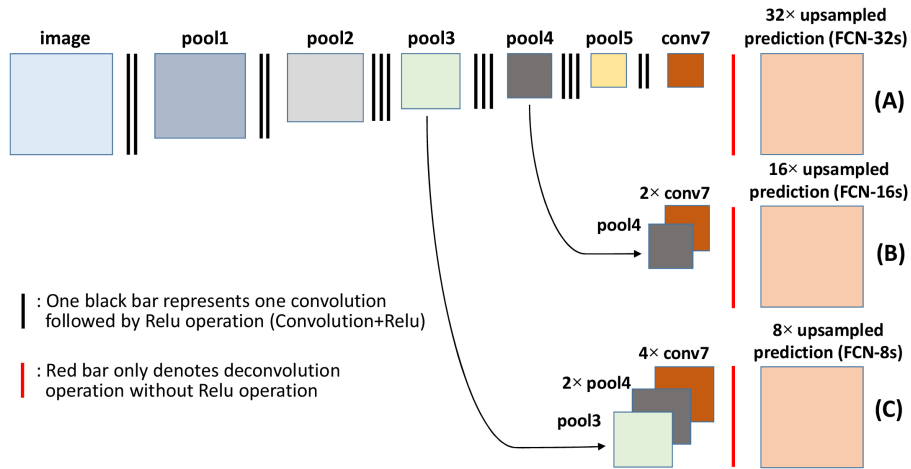 image
pool1
pool2
pool3
pool4
pool5
conv7
32× upsampled
prediction (FCN-32s)
(A)
16× upsampled
prediction (FCN-16s)
2× conv7
pool4
(B)
: One black bar represents one convolution
followed by Relu operation (Convolution+Relu)
8× upsampled
prediction (FCN-8s)
4× conv7
: Red bar only denotes deconvolution
operation without Relu operation
2× pool4
pool3
(C)